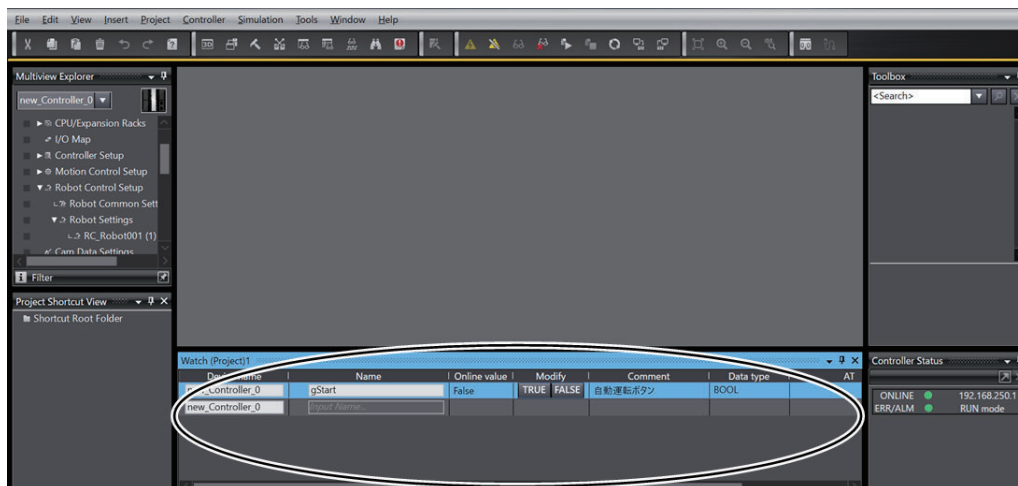 File Edit View Insert Project Controller Simulation Tools Window Help
Multiview Explorer
new_Controller_0
CPU/Expansion Racks
I/O Map
Controller Setup
Motion Control Setup
Robot Control Setup
Robot Common Sett
Robot Settings
RC_Robot001 (1)
Cam Data Settings
Filter
Project Shortcut View
Shortcut Root Folder
Watch (Project)1
Device name Name Online value Modify Comment Data type AT
new_Controller_0 gStart False TRUE FALSE 自動運転ボタン BOOL
new_Controller_0 Input Name...
Toolbox
<Search>
Controller Status
ONLINE 192.168.250.1
ERR/ALM RUN mode